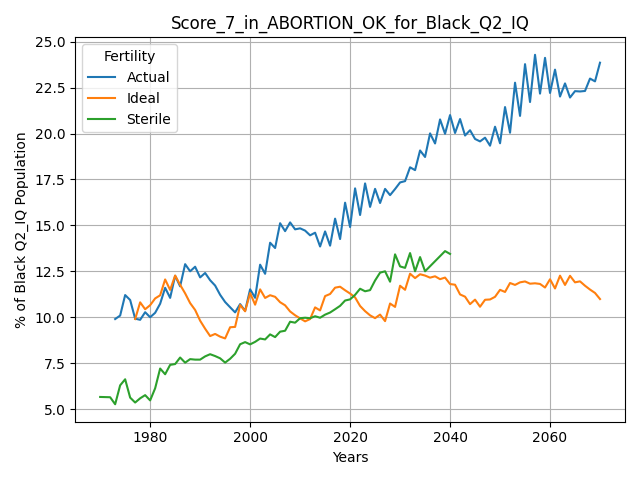 Score_7_in_ABORTION_OK_for_Black_Q2_IQ
Fertility
Actual
Ideal
Sterile
25.0
22.5
20.0
17.5
15.0
12.5
10.0
7.5
5.0
% of Black Q2_IQ Population
1980
2000
2020
2040
2060
Years